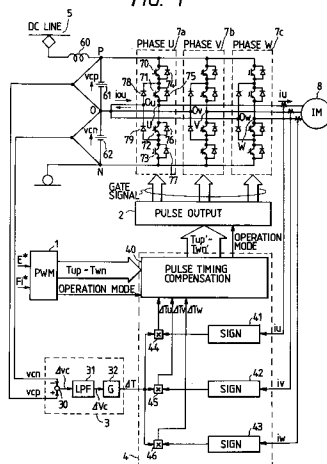 FIG. 1
DC LINE 5
7a 7b 7c
PHASE U PHASE V PHASE W
60 P
70
78 71 74 75
vcp 61
iou Ou Ov Ow
iu 8
O IM
U V W
vcn 79 72 76
62 73 77
N
GATE SIGNAL
2 PULSE OUTPUT
Tup'-Twn' OPERATION MODE
1 40
E* PWM Tup - Twn PULSE TIMING COMPENSATION
FI* OPERATION MODE
ΔTu ΔTv ΔTw
41
44 SIGN iu
vcn Δvc 31 32 42
vcp 30 LPF G ΔT 45 SIGN iv
ΔVc 3
43
4 46 SIGN iw